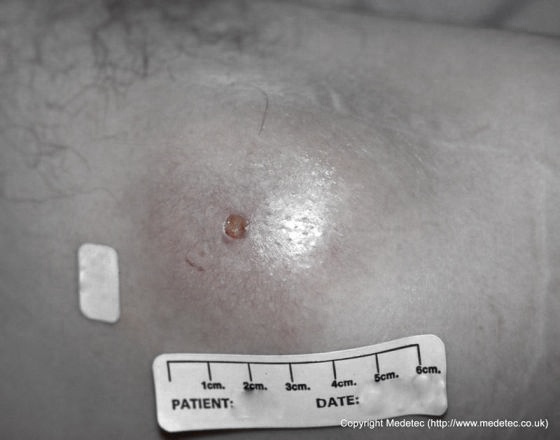 1cm. 2cm. 3cm. 4cm. 5cm. 6cm.
PATIENT: DATE:
Copyright Medetec (http://www.medetec.co.uk)